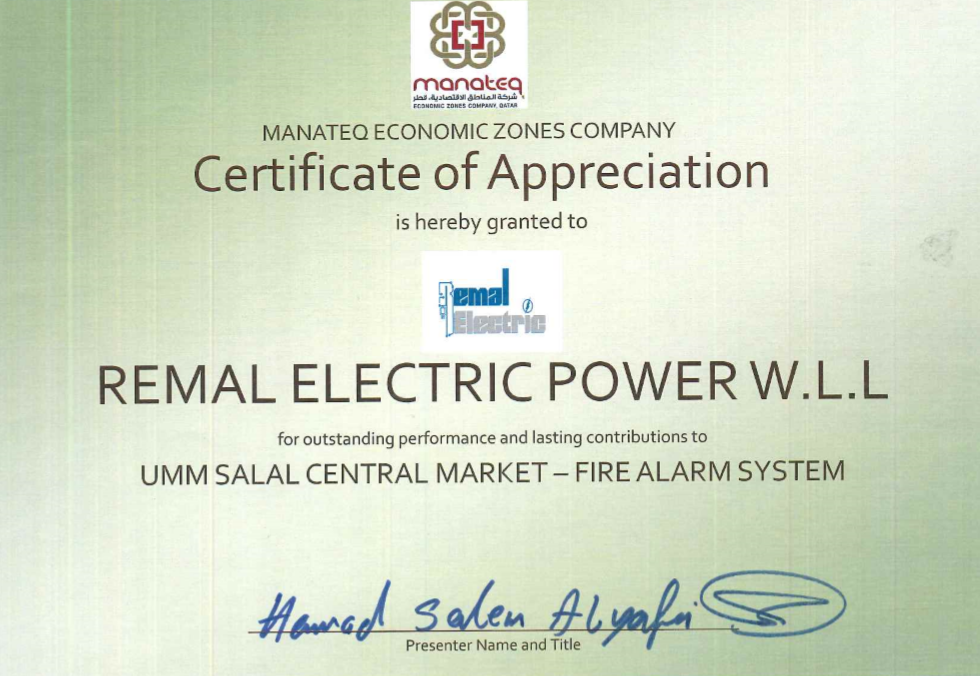 manateq
شركة المناطق الاقتصادية، قطر
ECONOMIC ZONES COMPANY, QATAR
MANATEQ ECONOMIC ZONES COMPANY
Certificate of Appreciation
is hereby granted to
Remal
Electric
REMAL ELECTRIC POWER W.L.L
for outstanding performance and lasting contributions to
UMM SALAL CENTRAL MARKET – FIRE ALARM SYSTEM
Hamad Salem Alyafei
Presenter Name and Title